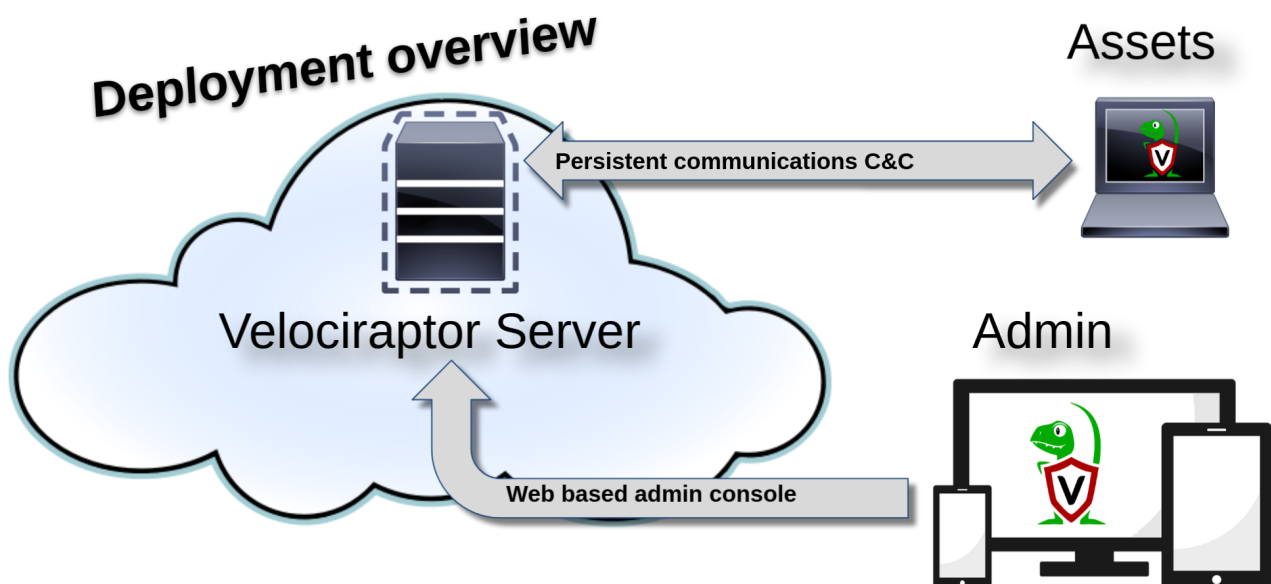 Deployment overview
Assets
Persistent communications C&C
V
Velociraptor Server
Admin
V
Web based admin console